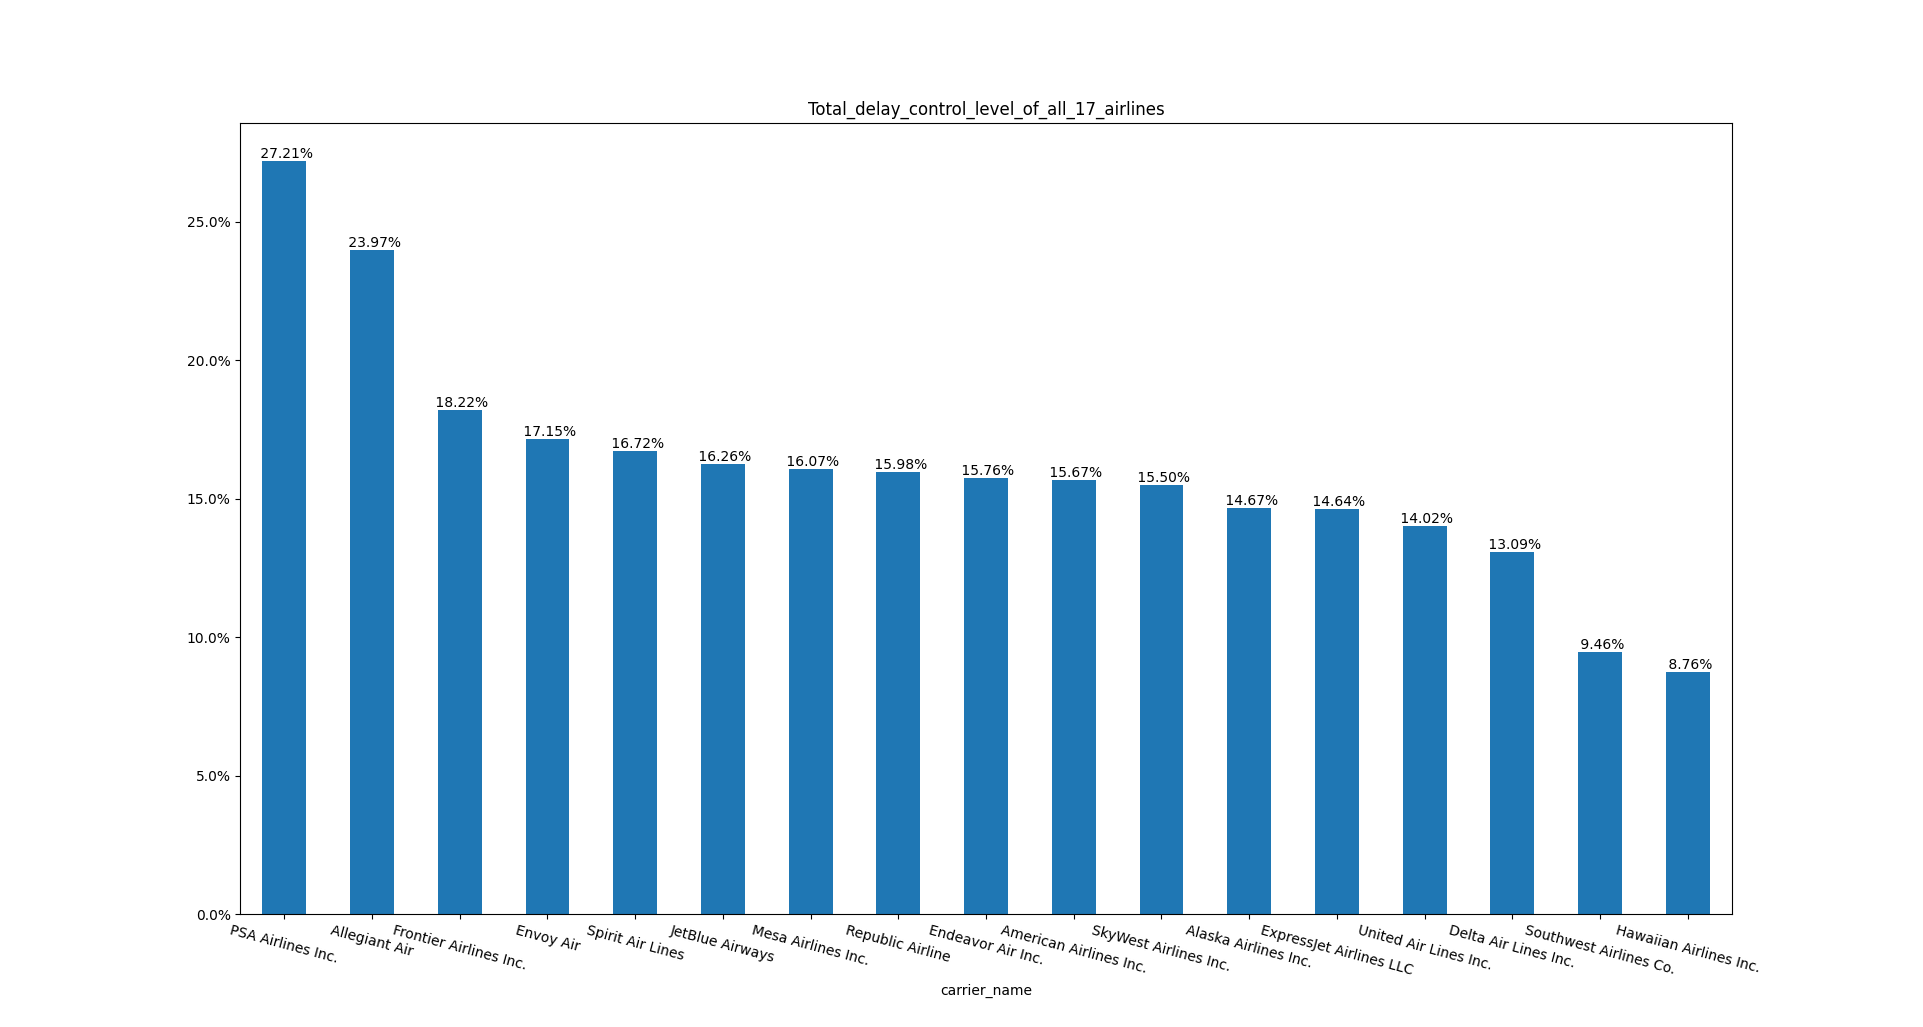 Total_delay_control_level_of_all_17_airlines
27.21%
23.97%
18.22%
17.15%
16.72%
16.26%
16.07%
15.98%
15.76%
15.67%
15.50%
14.67%
14.64%
14.02%
13.09%
9.46%
8.76%
25.0%
20.0%
15.0%
10.0%
5.0%
0.0%
PSA Airlines Inc.
Allegiant Air
Frontier Airlines Inc.
Envoy Air
Spirit Air Lines
JetBlue Airways
Mesa Airlines Inc.
Republic Airline
Endeavor Air Inc.
American Airlines Inc.
SkyWest Airlines Inc.
Alaska Airlines Inc.
ExpressJet Airlines LLC
United Air Lines Inc.
Delta Air Lines Inc.
Southwest Airlines Co.
Hawaiian Airlines Inc.
carrier_name